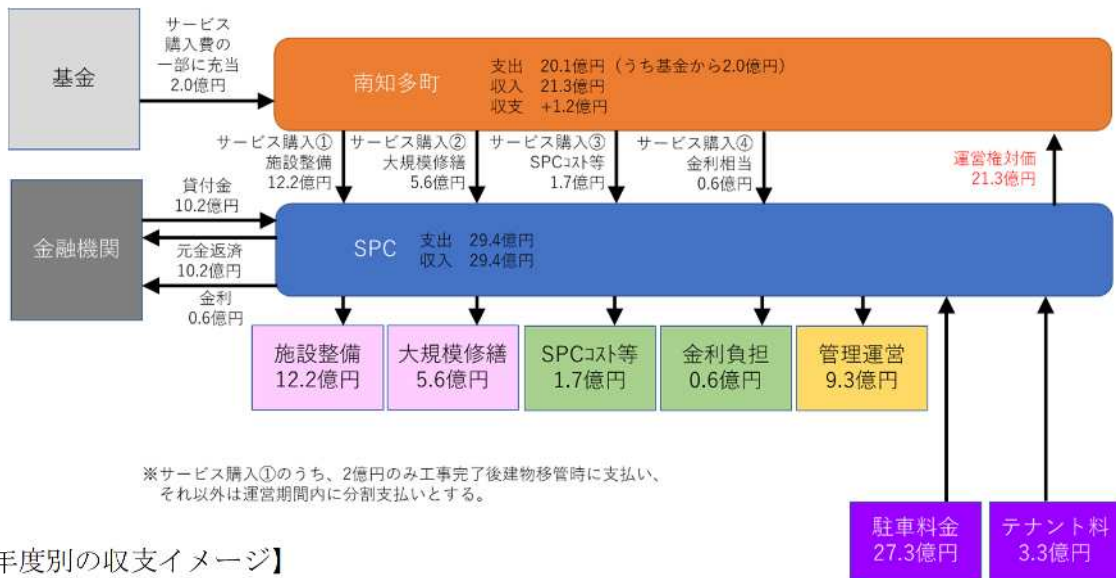 サービス
購入費の
一部に充当
2.0億円
基金
南知多町
支出 20.1億円（うち基金から2.0億円）
収入 21.3億円
収支 +1.2億円
サービス購入①
施設整備
12.2億円
サービス購入②
大規模修繕
5.6億円
サービス購入③
SPCコスト等
1.7億円
サービス購入④
金利相当
0.6億円
運営権対価
21.3億円
貸付金
10.2億円
金融機関
元金返済
10.2億円
金利
0.6億円
SPC
支出 29.4億円
収入 29.4億円
施設整備
12.2億円
大規模修繕
5.6億円
SPCコスト等
1.7億円
金利負担
0.6億円
管理運営
9.3億円
※サービス購入①のうち、2億円のみ工事完了後建物移管時に支払い、
それ以外は運営期間内に分割支払いとする。
駐車料金
27.3億円
テナント料
3.3億円
年度別の収支イメージ】